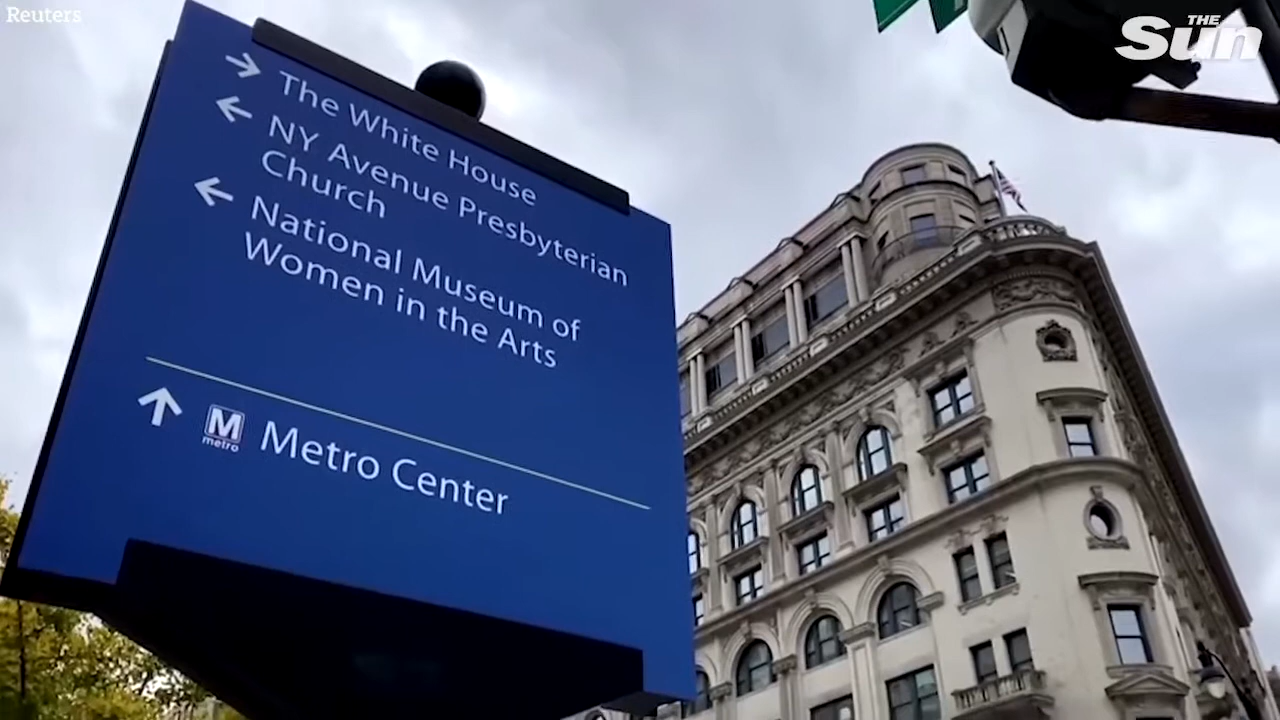 Reuters
THE
Sun
The White House
NY Avenue Presbyterian
Church
National Museum of
Women in the Arts
M
metro
Metro Center